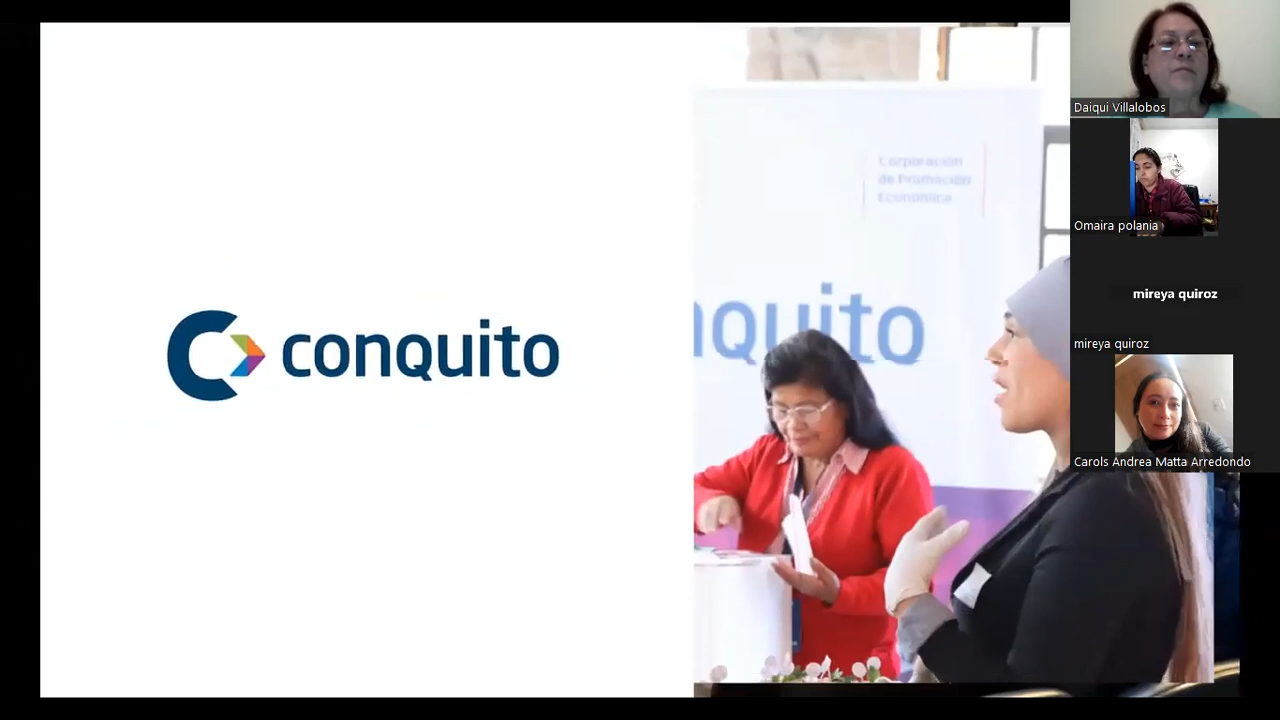 conquito
Corporación
de Promoción
Económica
nquito
Daiqui Villalobos
Omaira polania
mireya quiroz
mireya quiroz
Carols Andrea Matta Arredondo